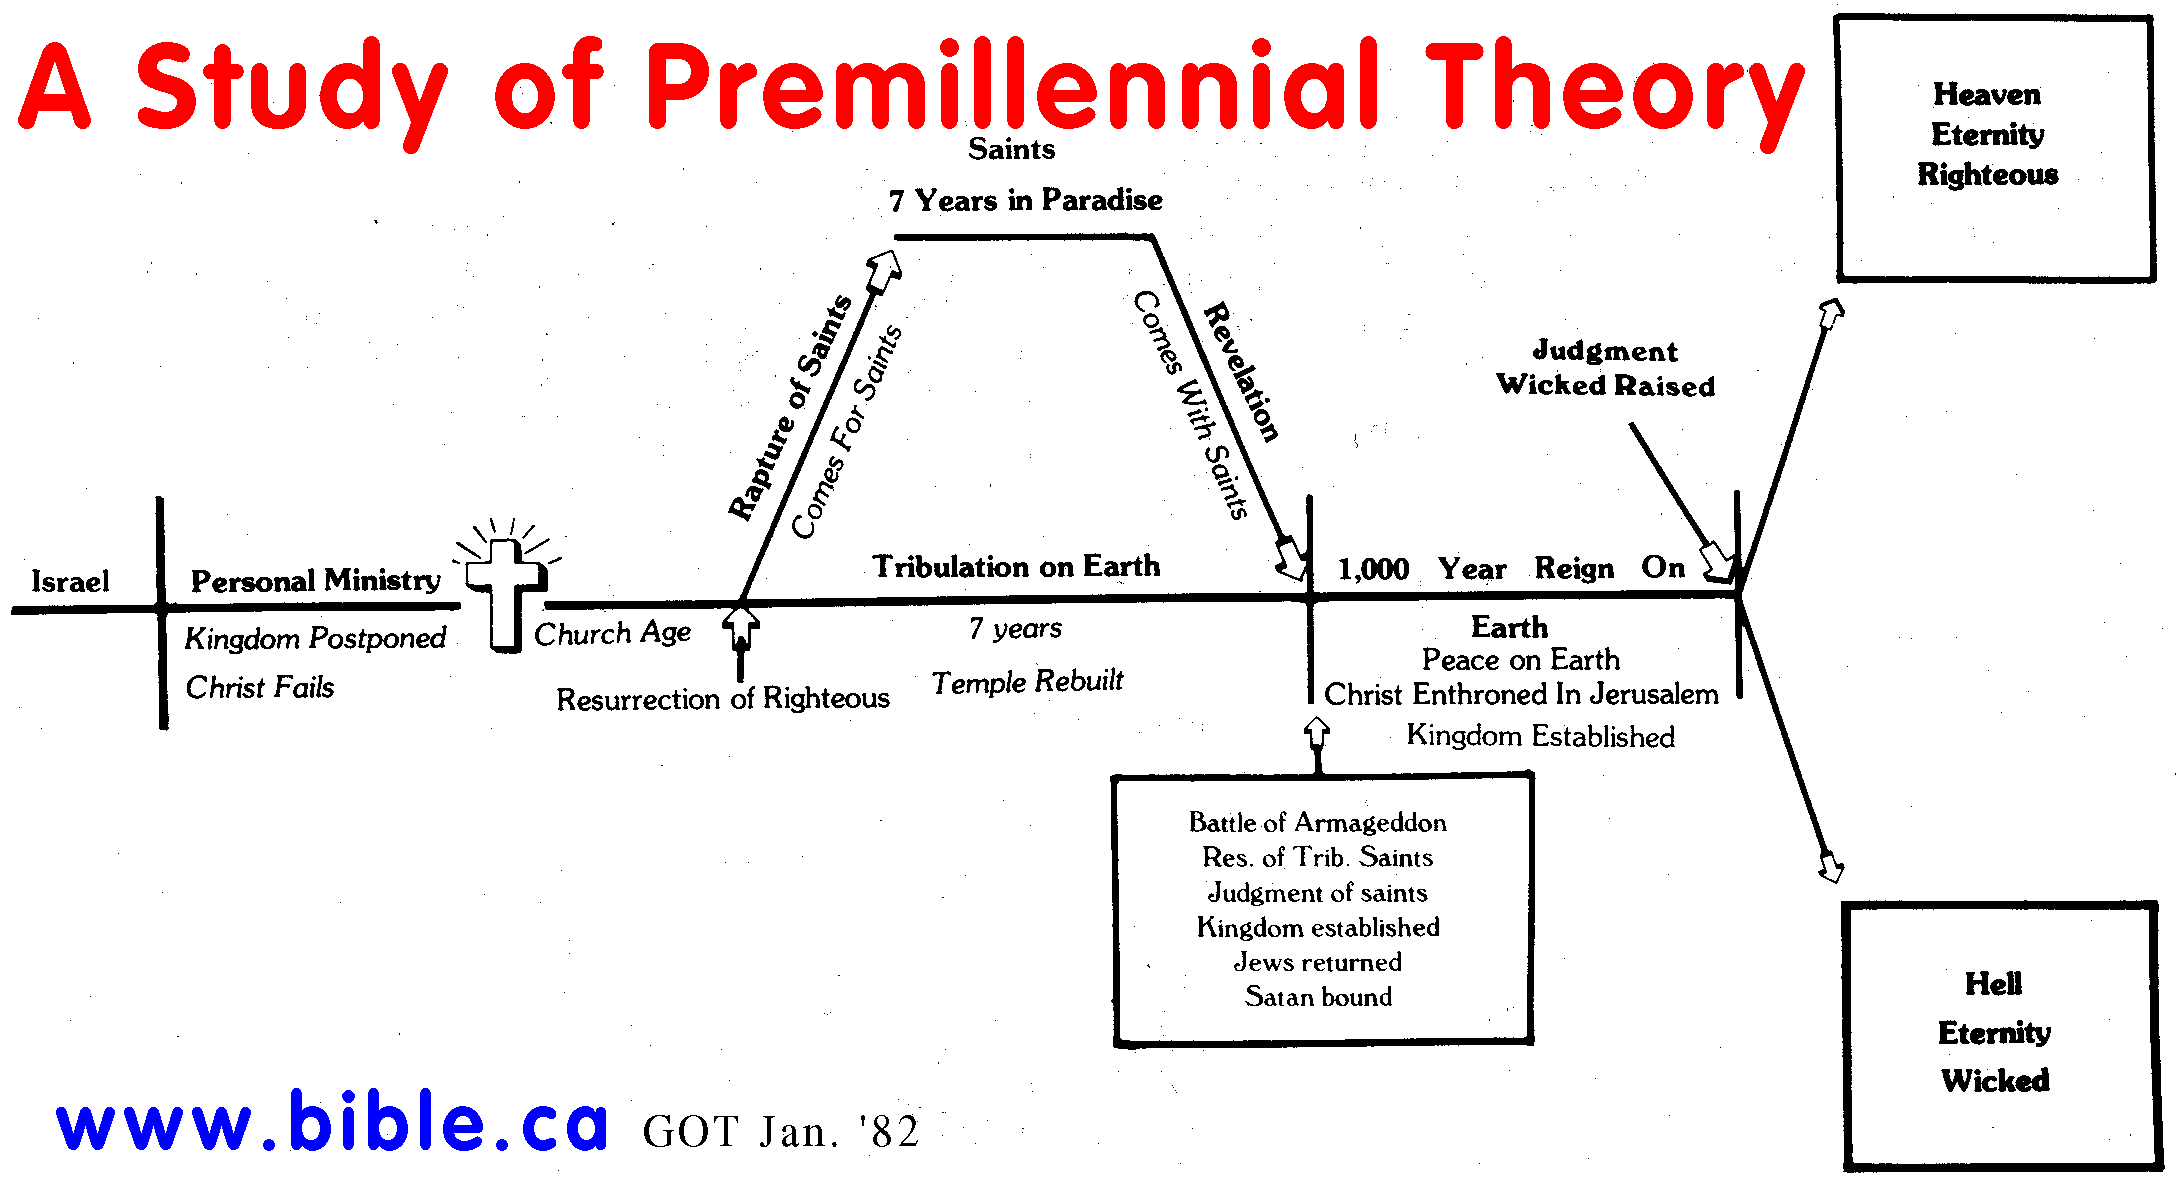 A Study of Premillennial Theory
Saints
7 Years in Paradise
Heaven
Eternity
Righteous
Rapture of Saints
Comes For Saints
Revelation
Comes With Saints
Judgment
Wicked Raised
Israel
Personal Ministry
Kingdom Postponed
Christ Fails
Church Age
Resurrection of Righteous
Tribulation on Earth
7 years
Temple Rebuilt
1,000 Year Reign On
Earth
Peace on Earth
Christ Enthroned In Jerusalem
Kingdom Established
Battle of Armageddon
Res. of Trib. Saints
Judgment of saints
Kingdom established
Jews returned
Satan bound
Hell
Eternity
Wicked
www.bible.ca GOT Jan. '82